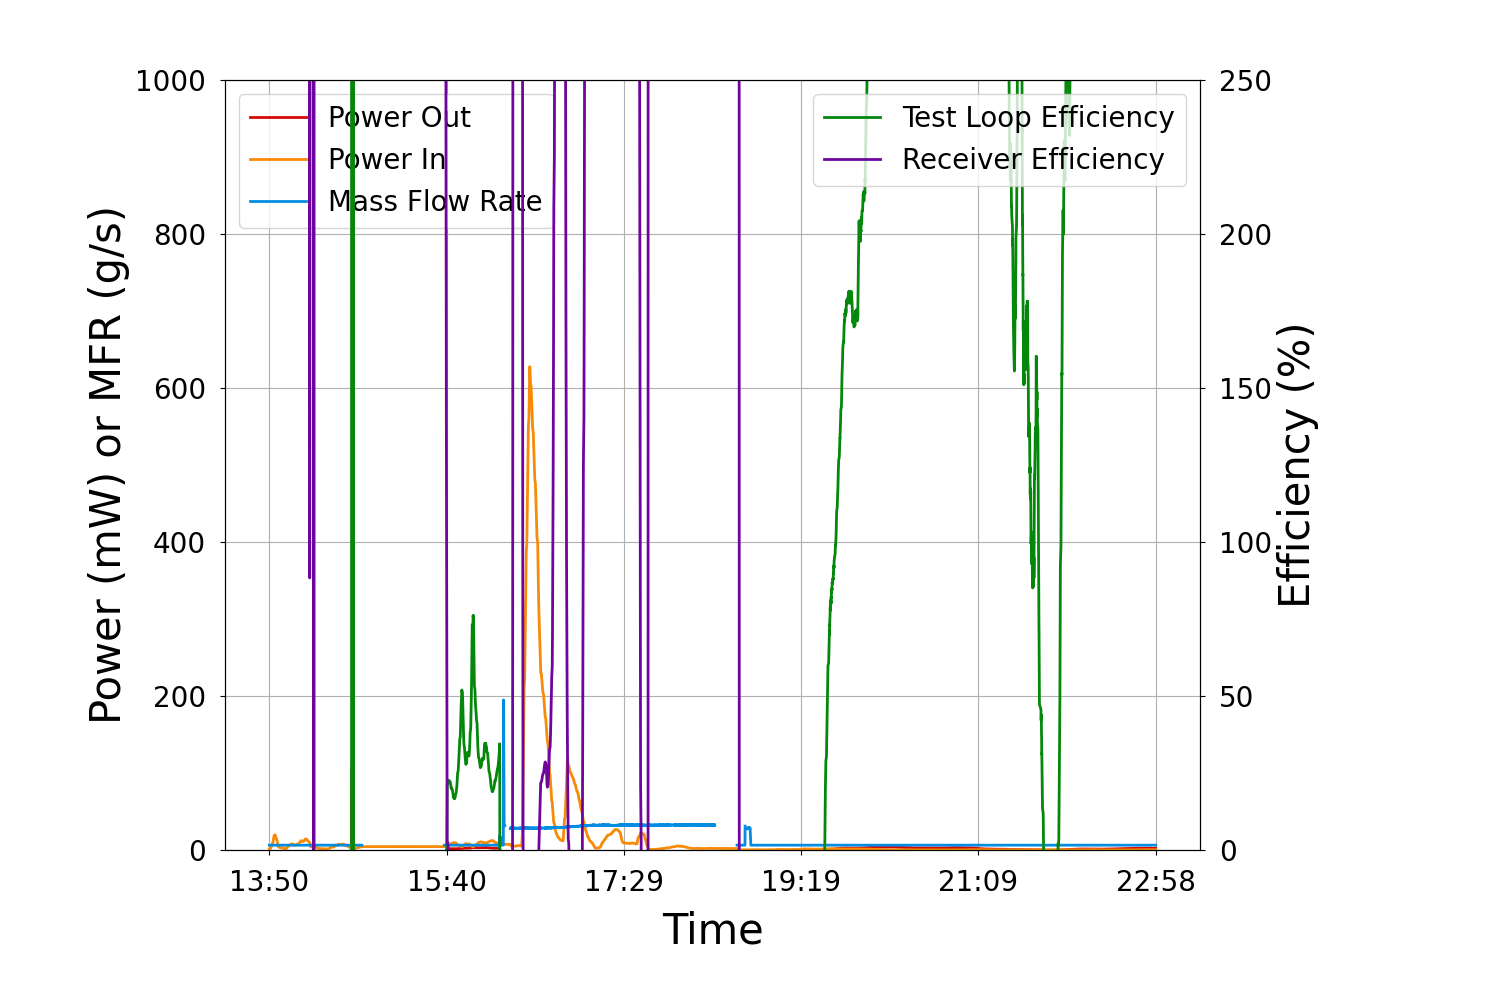 Power (mW) or MFR (g/s)
1000
800
600
400
200
0
Power Out
Power In
Mass Flow Rate
Test Loop Efficiency
Receiver Efficiency
250
200
150
100
50
0
Efficiency (%)
13:50 15:40 17:29 19:19 21:09 22:58
Time